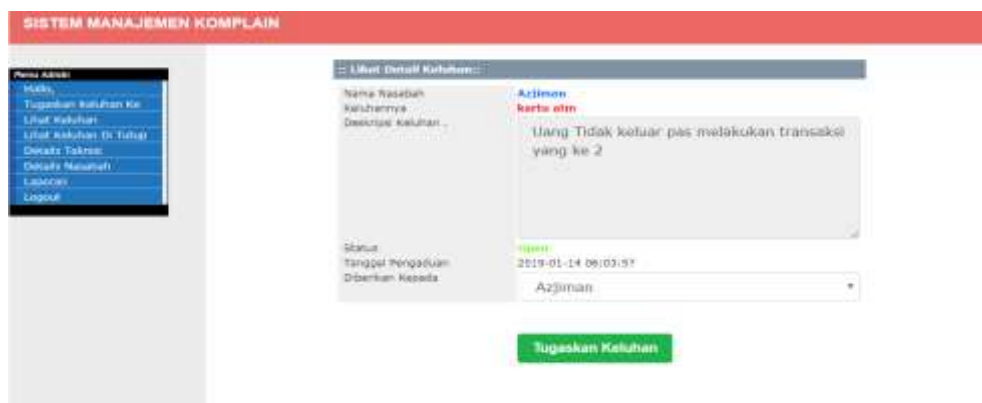 SISTEM MANAJEMEN KOMPLAIN
Menu Admin
Hallo,
Tugaskan Keluhan Ke
Lihat Keluhan
Lihat Keluhan Di Tutup
Details Teknisi
Details Nasabah
Laporan
Logout
:: Lihat Detail Keluhan::
Nama Nasabah Azjiman
Keluhannya kartu atm
Deskripsi Keluhan .
Uang Tidak keluar pas melakukan transaksi
yang ke 2
Status open
Tanggal Pengaduan 2019-01-14 06:03:57
Diberikan Kepada Azjiman
Tugaskan Keluhan